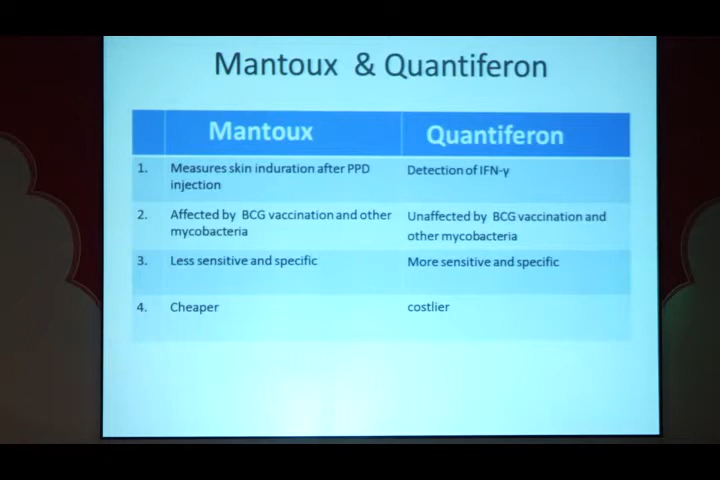 Mantoux & Quantiferon
Mantoux Quantiferon
1. Measures skin induration after PPD injection Detection of IFN-γ
2. Affected by BCG vaccination and other mycobacteria Unaffected by BCG vaccination and other mycobacteria
3. Less sensitive and specific More sensitive and specific
4. Cheaper costlier